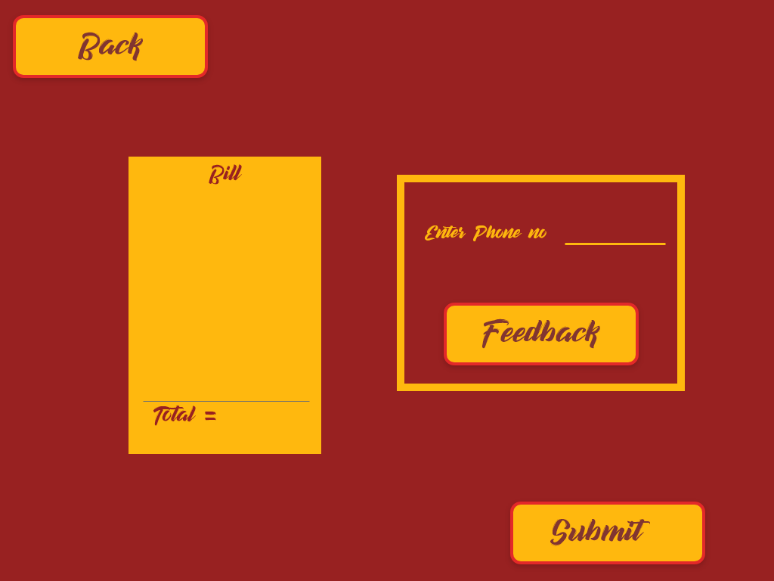 Back
Bill
Enter Phone no
Feedback
Total =
Submit